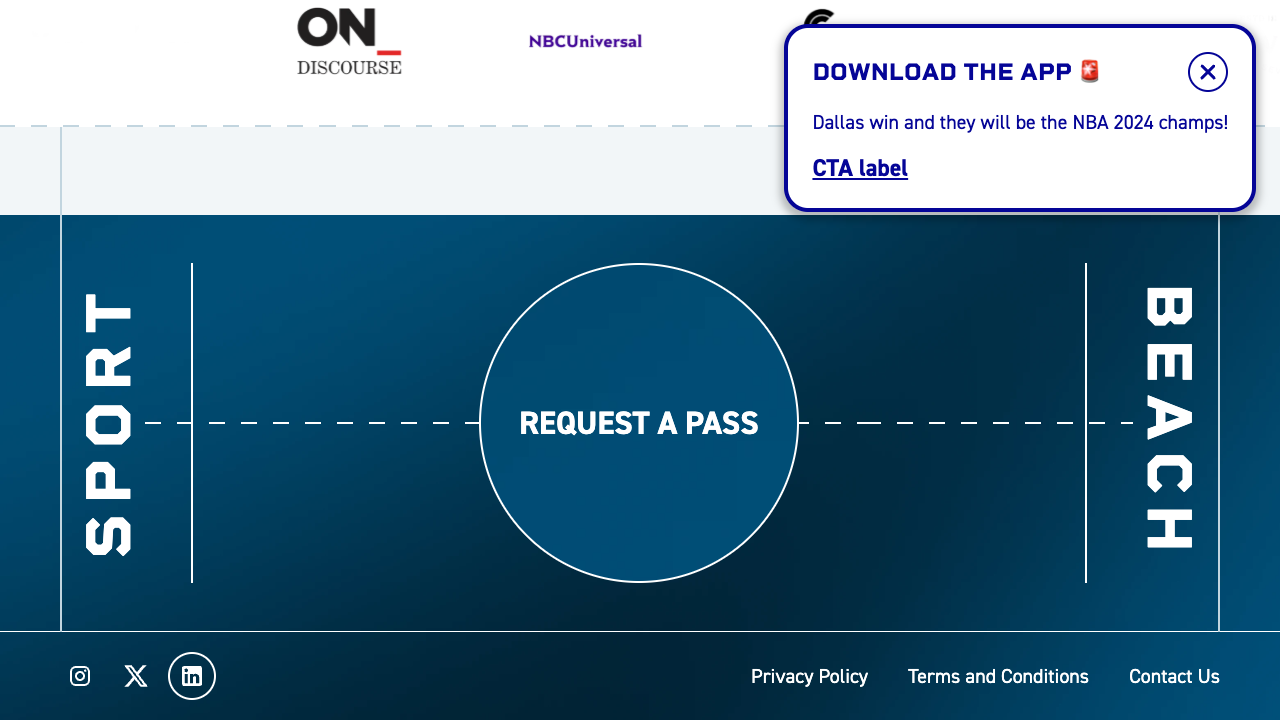 ON_
DISCOURSE
NBCUniversal
DOWNLOAD THE APP 🚨
Dallas win and they will be the NBA 2024 champs!
CTA label
SPORT
REQUEST A PASS
BEACH
Privacy Policy
Terms and Conditions
Contact Us